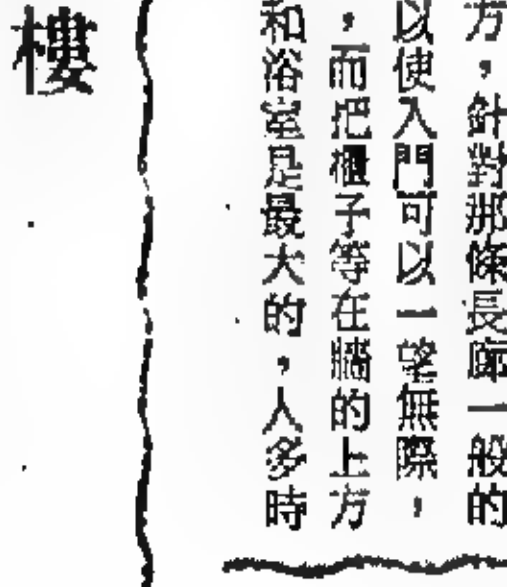 方，針對那條長廊一般的
以使入門可以一望無際，
，而把櫃子等在牆的上方
和浴室是最大的，人多時
樓